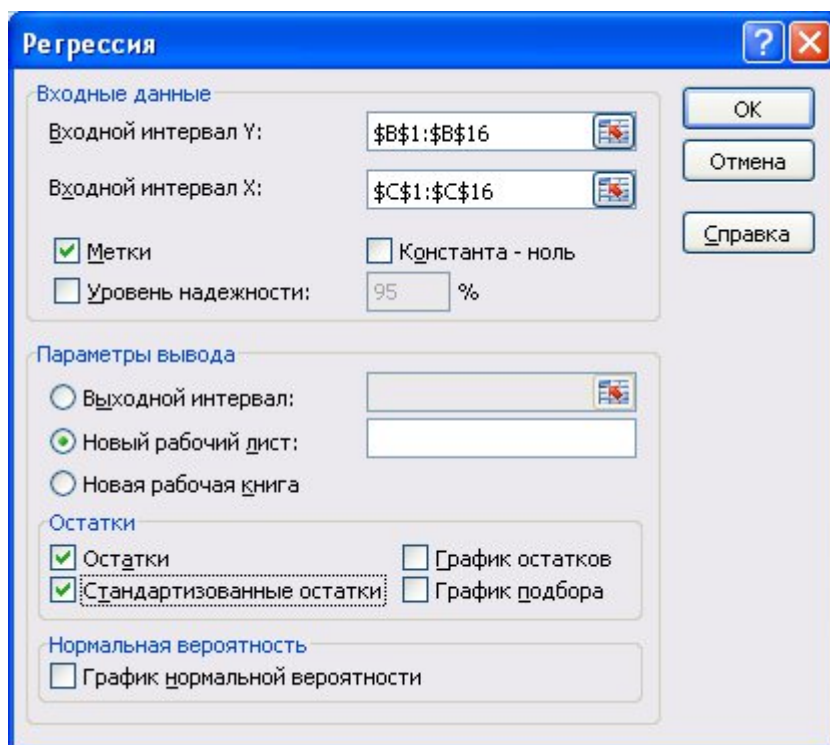 Регрессия
Входные данные
Входной интервал Y: $B$1:$B$16
Входной интервал X: $C$1:$C$16
Метки Константа - ноль
Уровень надежности: 95 %
OK
Отмена
Справка
Параметры вывода
Выходной интервал:
Новый рабочий лист:
Новая рабочая книга
Остатки
Остатки График остатков
Стандартизованные остатки График подбора
Нормальная вероятность
График нормальной вероятности